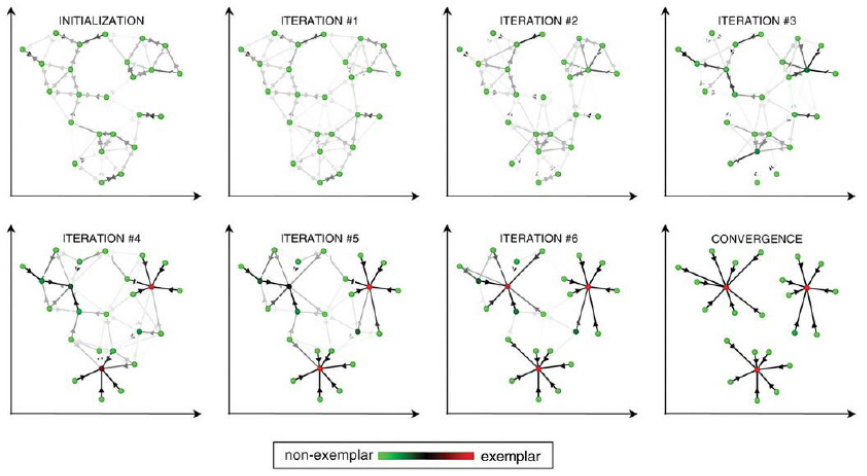 INITIALIZATION
ITERATION #1
ITERATION #2
ITERATION #3
ITERATION #4
ITERATION #5
ITERATION #6
CONVERGENCE
non-exemplar exemplar